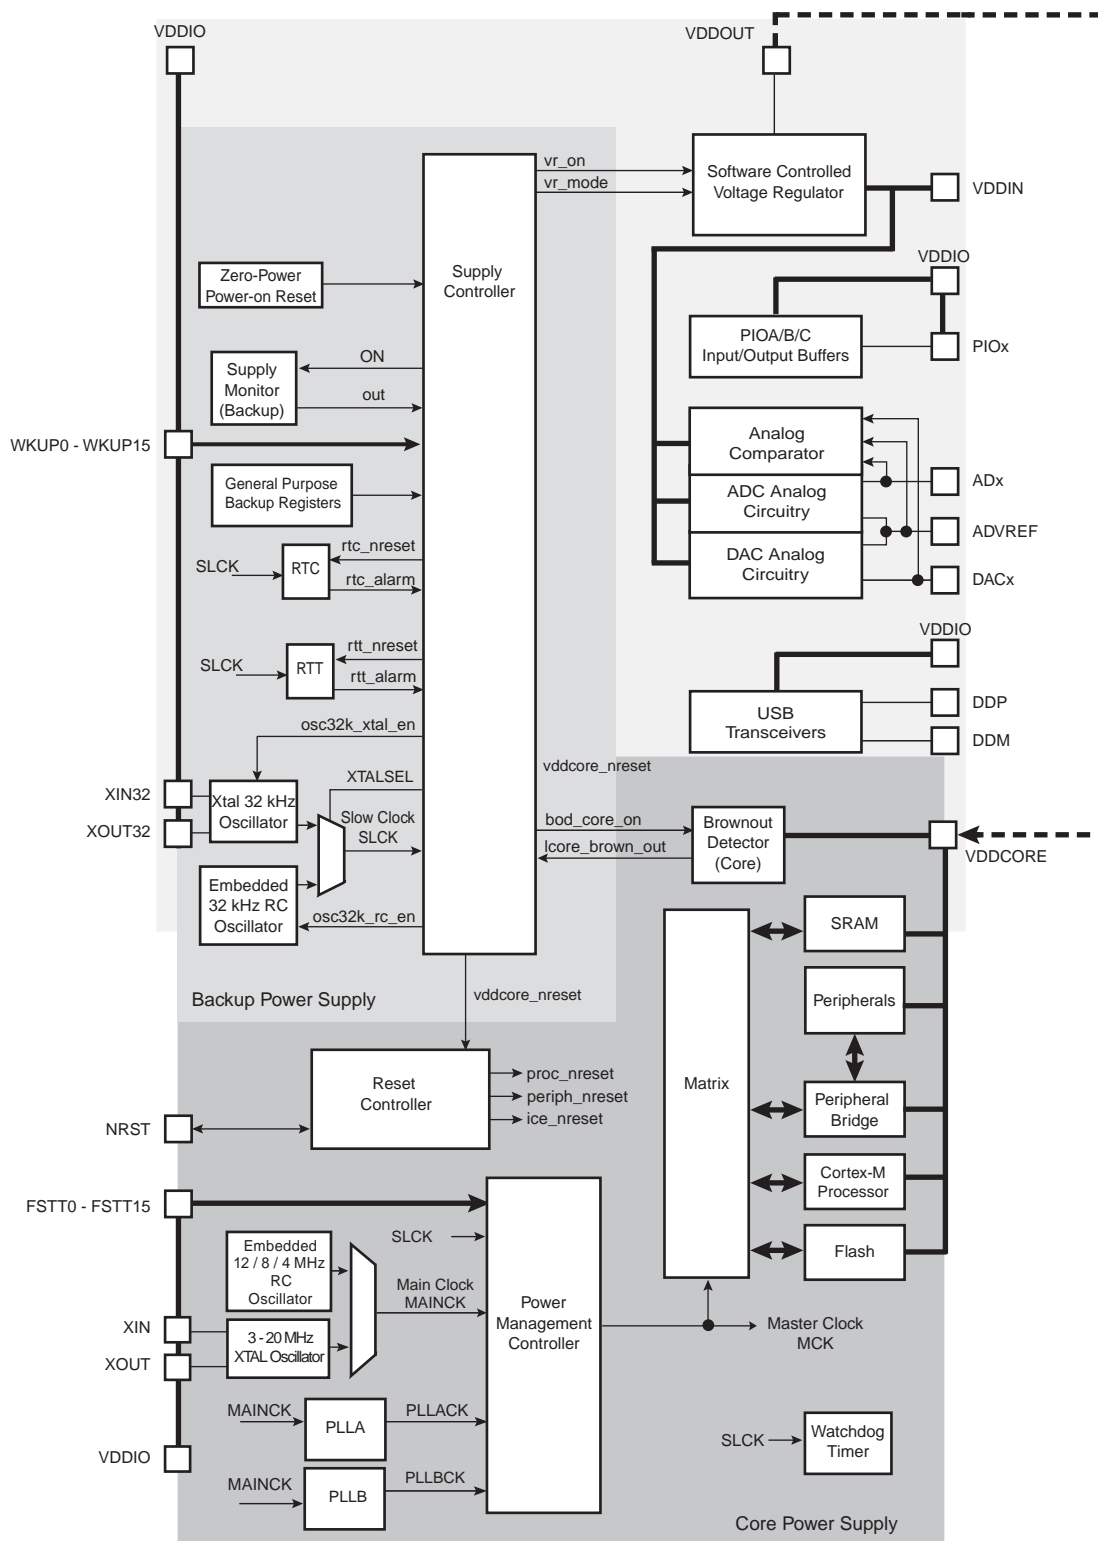 VDDIO
VDDOUT
vr_on
vr_mode
Software Controlled
Voltage Regulator
VDDIN
Supply
Controller
Zero-Power
Power-on Reset
VDDIO
PIOA/B/C
Input/Output Buffers
PIOx
ON
Supply
Monitor
(Backup)
out
WKUP0 - WKUP15
General Purpose
Backup Registers
Analog
Comparator
ADC Analog
Circuitry
DAC Analog
Circuitry
ADx
ADVREF
DACx
rtc_nreset
SLCK
RTC
rtc_alarm
rtt_nreset
SLCK
RTT
rtt_alarm
VDDIO
USB
Transceivers
DDP
DDM
osc32k_xtal_en
vddcore_nreset
XTALSEL
XIN32
Xtal 32 kHz
Oscillator
XOUT32
Slow Clock
SLCK
bod_core_on
lcore_brown_out
Brownout
Detector
(Core)
VDDCORE
Embedded
32 kHz RC
Oscillator
osc32k_rc_en
SRAM
Backup Power Supply
vddcore_nreset
Peripherals
Reset
Controller
proc_nreset
periph_nreset
ice_nreset
Matrix
Peripheral
Bridge
NRST
Cortex-M
Processor
FSTT0 - FSTT15
SLCK
Flash
Embedded
12 / 8 / 4 MHz
RC
Oscillator
Main Clock
MAINCK
Power
Management
Controller
XIN
3 - 20 MHz
XTAL Oscillator
XOUT
Master Clock
MCK
MAINCK
PLLA
PLLACK
SLCK
Watchdog
Timer
VDDIO
MAINCK
PLLB
PLLBCK
Core Power Supply